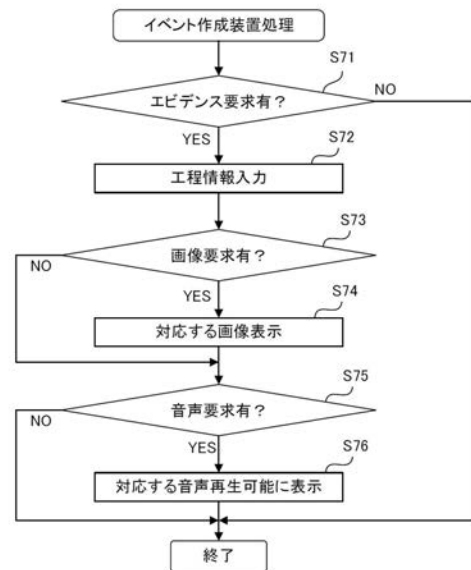 イベント作成装置処理
S71
エビデンス要求有？
NO
YES
S72
工程情報入力
S73
画像要求有？
NO
YES
S74
対応する画像表示
S75
音声要求有？
NO
YES
S76
対応する音声再生可能に表示
終了